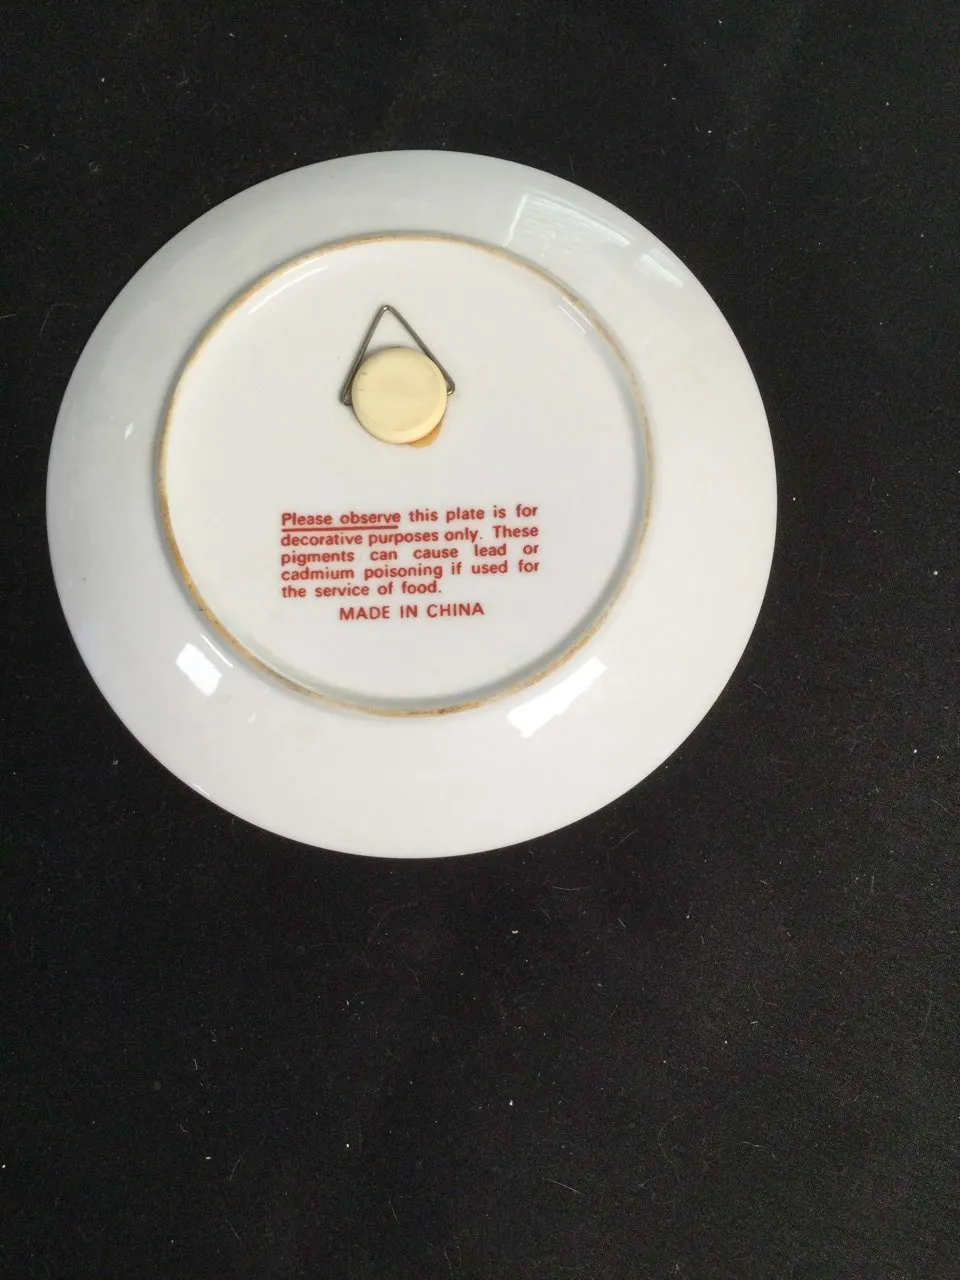 Please observe this plate is for
decorative purposes only. These
pigments can cause lead or
cadmium poisoning if used for
the service of food.
MADE IN CHINA